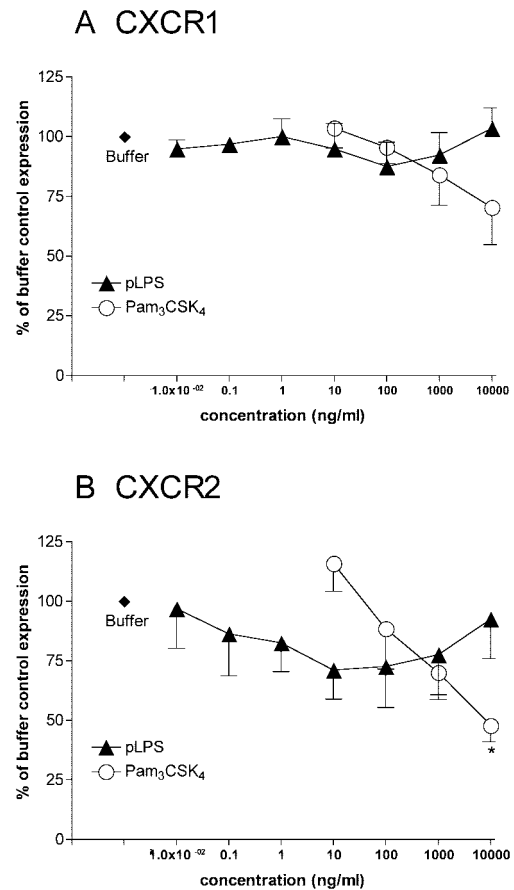 A CXCR1
% of buffer control expression
125
100
75
50
25
0
Buffer
pLPS
Pam₃CSK₄
1.0x10 -02 0.1 1 10 100 1000 10000
concentration (ng/ml)
B CXCR2
% of buffer control expression
125
100
75
50
25
0
Buffer
pLPS
Pam₃CSK₄
*
1.0x10 -02 0.1 1 10 100 1000 10000
concentration (ng/ml)